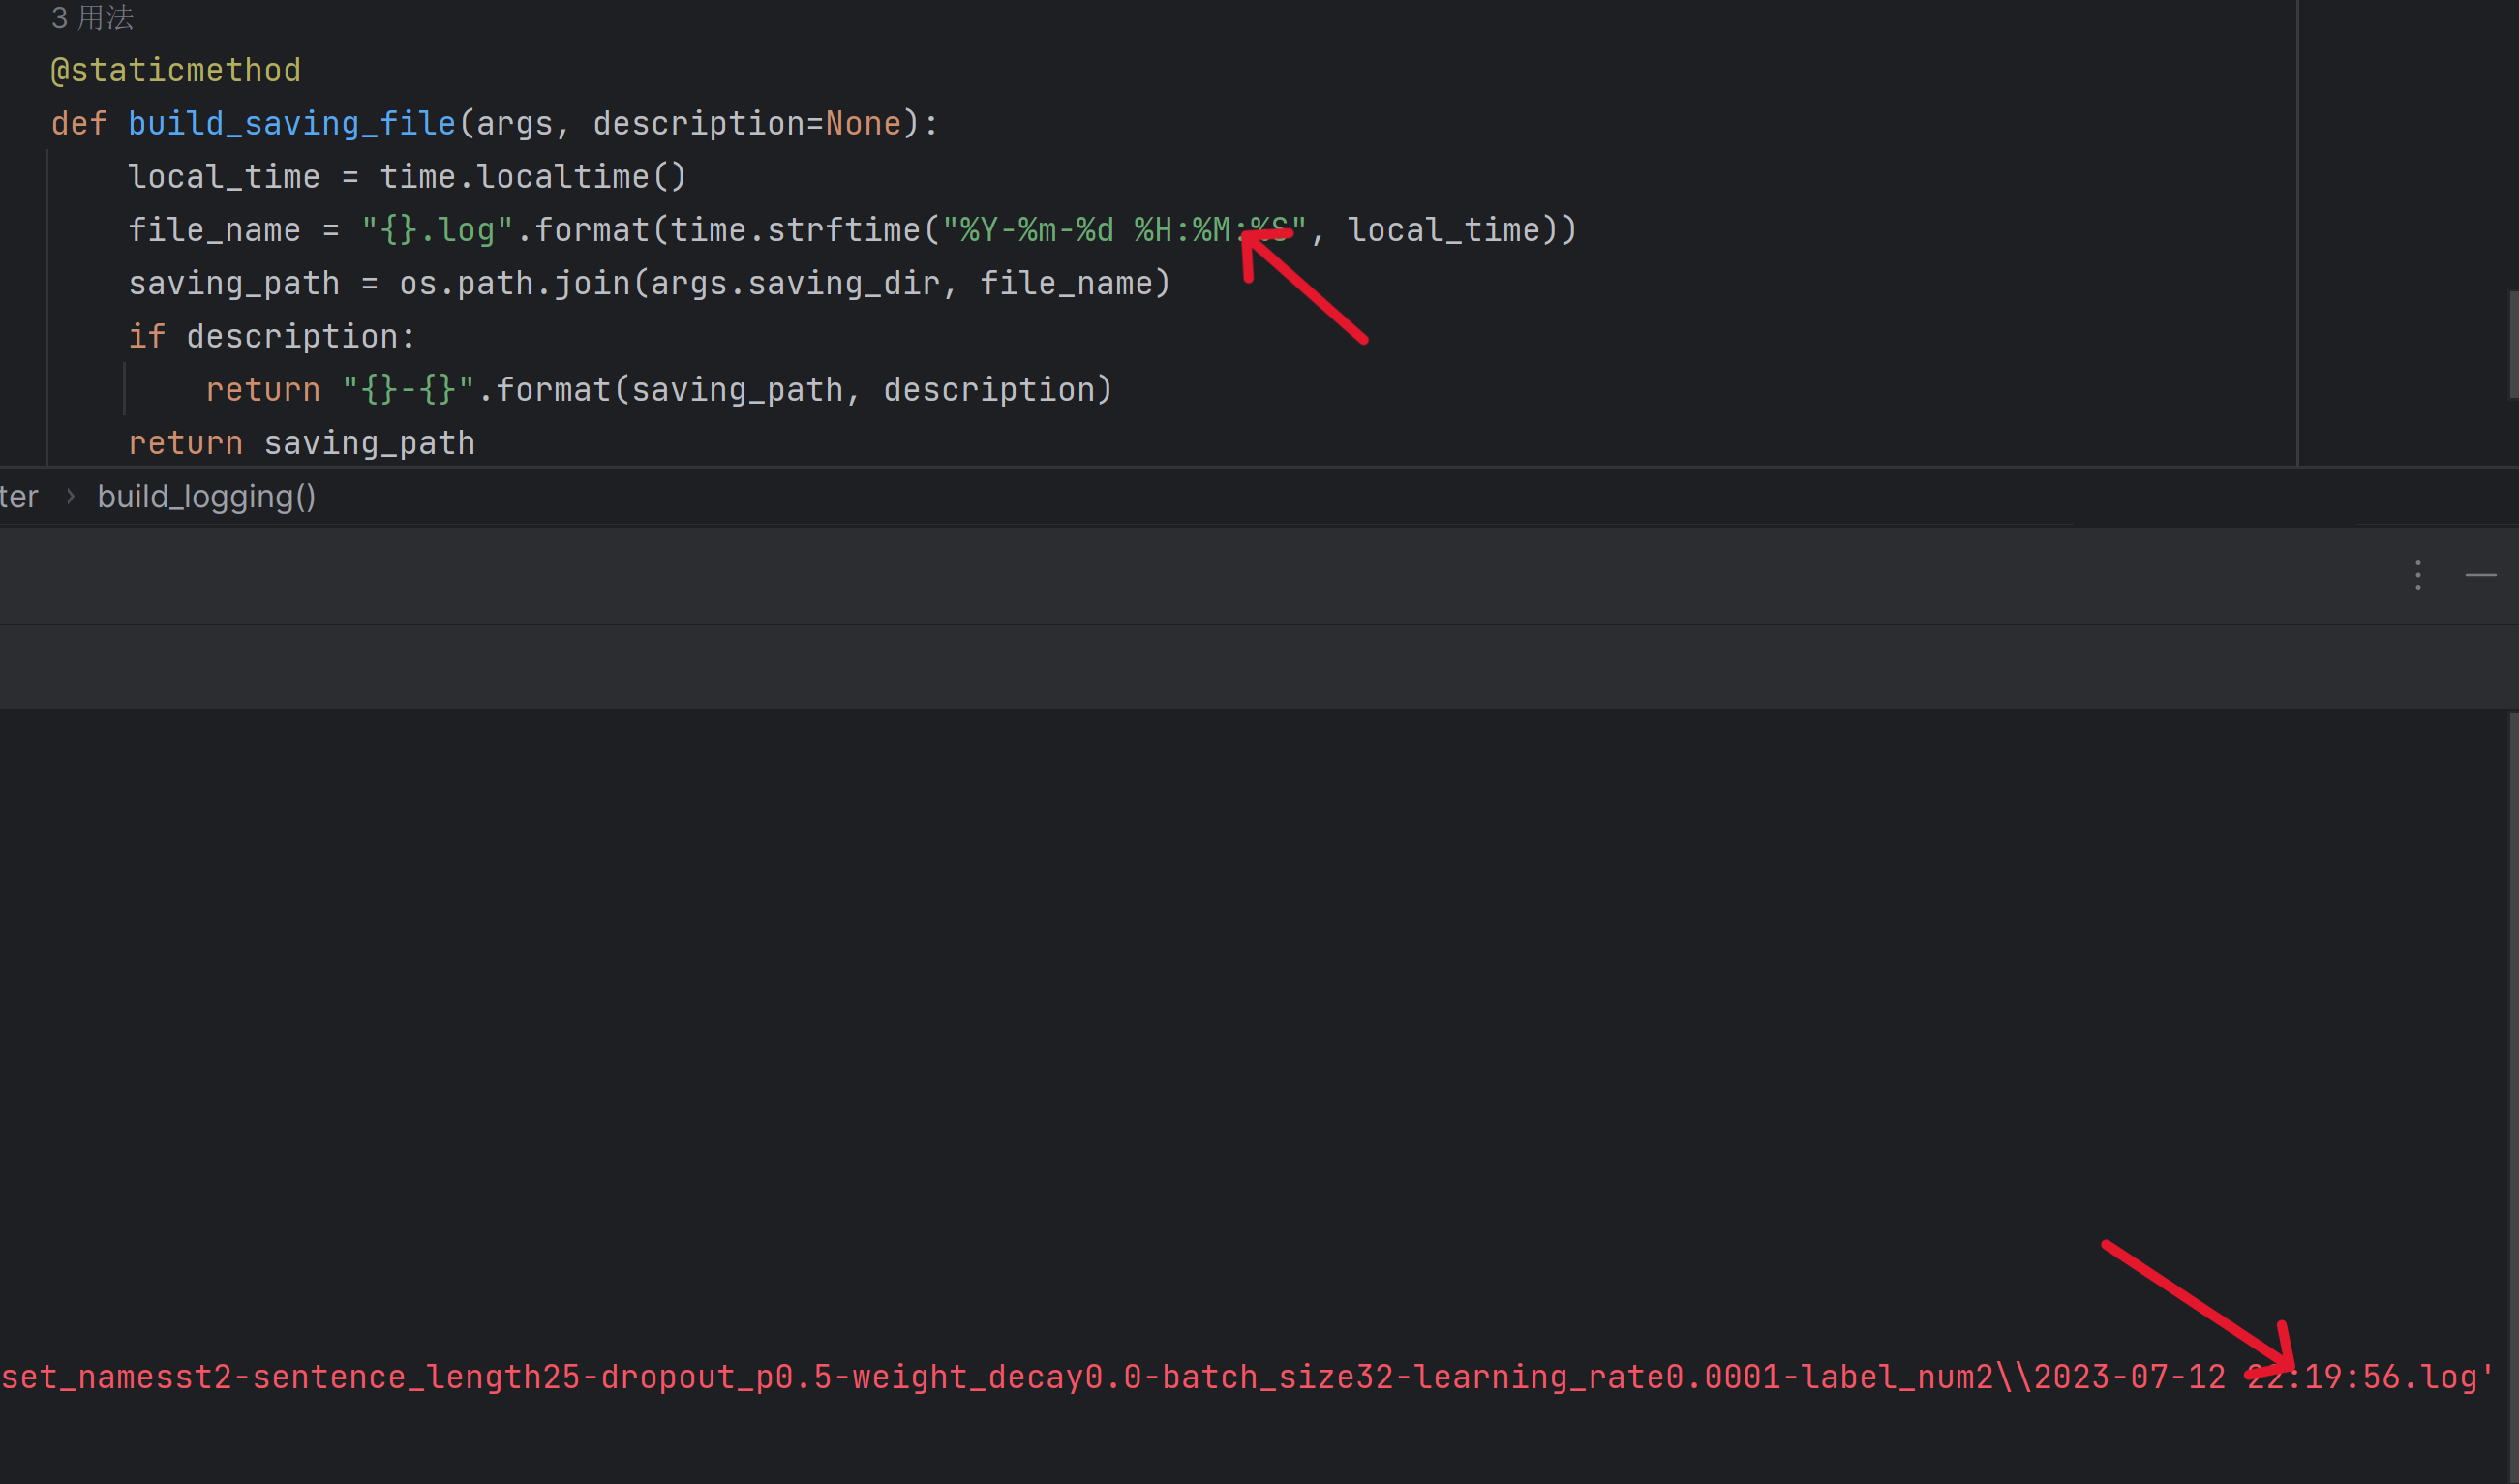 3 用法
@staticmethod
def build_saving_file(args, description=None):
local_time = time.localtime()
file_name = "{}.log".format(time.strftime("%Y-%m-%d %H:%M:%S", local_time))
saving_path = os.path.join(args.saving_dir, file_name)
if description:
return "{}-{}".format(saving_path, description)
return saving_path
ter › build_logging()
set_namesst2-sentence_length25-dropout_p0.5-weight_decay0.0-batch_size32-learning_rate0.0001-label_num2\\2023-07-12 22:19:56.log'